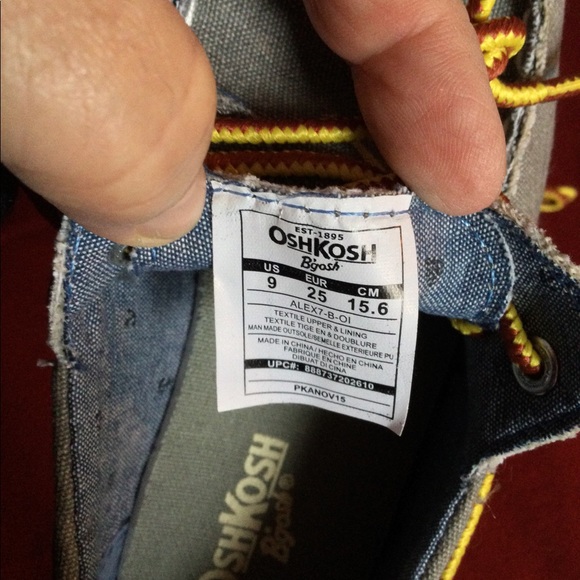 EST-1895
OSHKOSH
B'gosh
US EUR CM
9 25 15.6
ALEX7-B-OI
TEXTILE UPPER & LINING
TEXTILE TIGE EN & DOUBLURE
MAN MADE OUTSOLE/SEMELLE EXTERIEURE PU
MADE IN CHINA/HECHO EN CHINA
FABRIQUE EN CHINE
DIBUAT DI CINA
UPC#: 888737202610
PKANOV15
OSHKOSH
B'gosh®